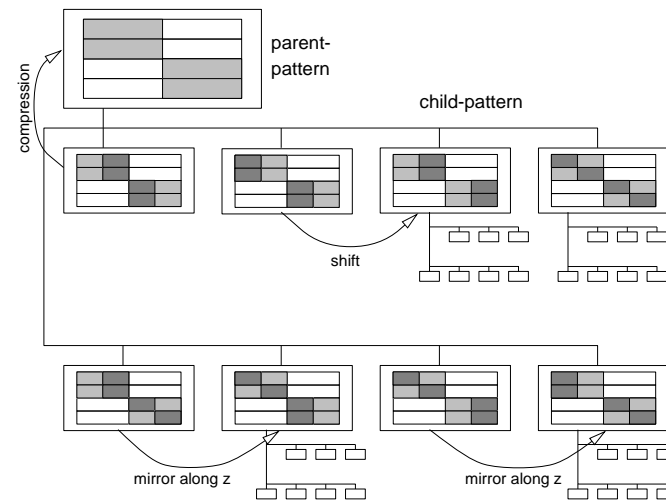 parent-
pattern
compression
child-pattern
shift
mirror along z
mirror along z